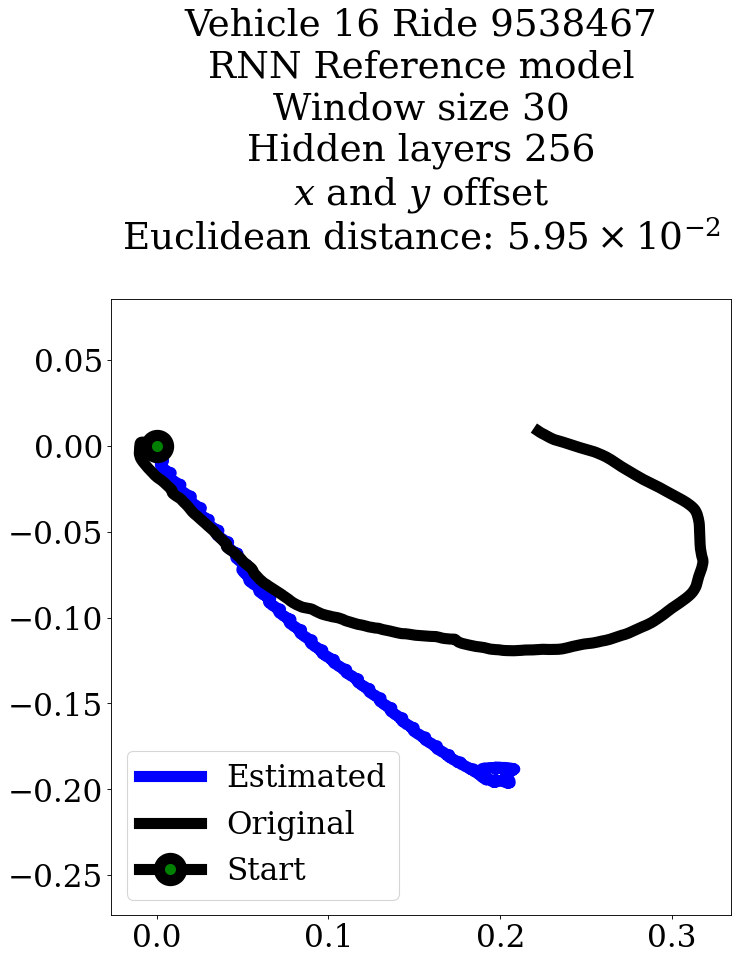 Vehicle 16 Ride 9538467
RNN Reference model
Window size 30
Hidden layers 256
x and y offset
Euclidean distance: 5.95 × 10⁻²
0.05
0.00
−0.05
−0.10
−0.15
−0.20
−0.25
Estimated
Original
Start
0.0 0.1 0.2 0.3